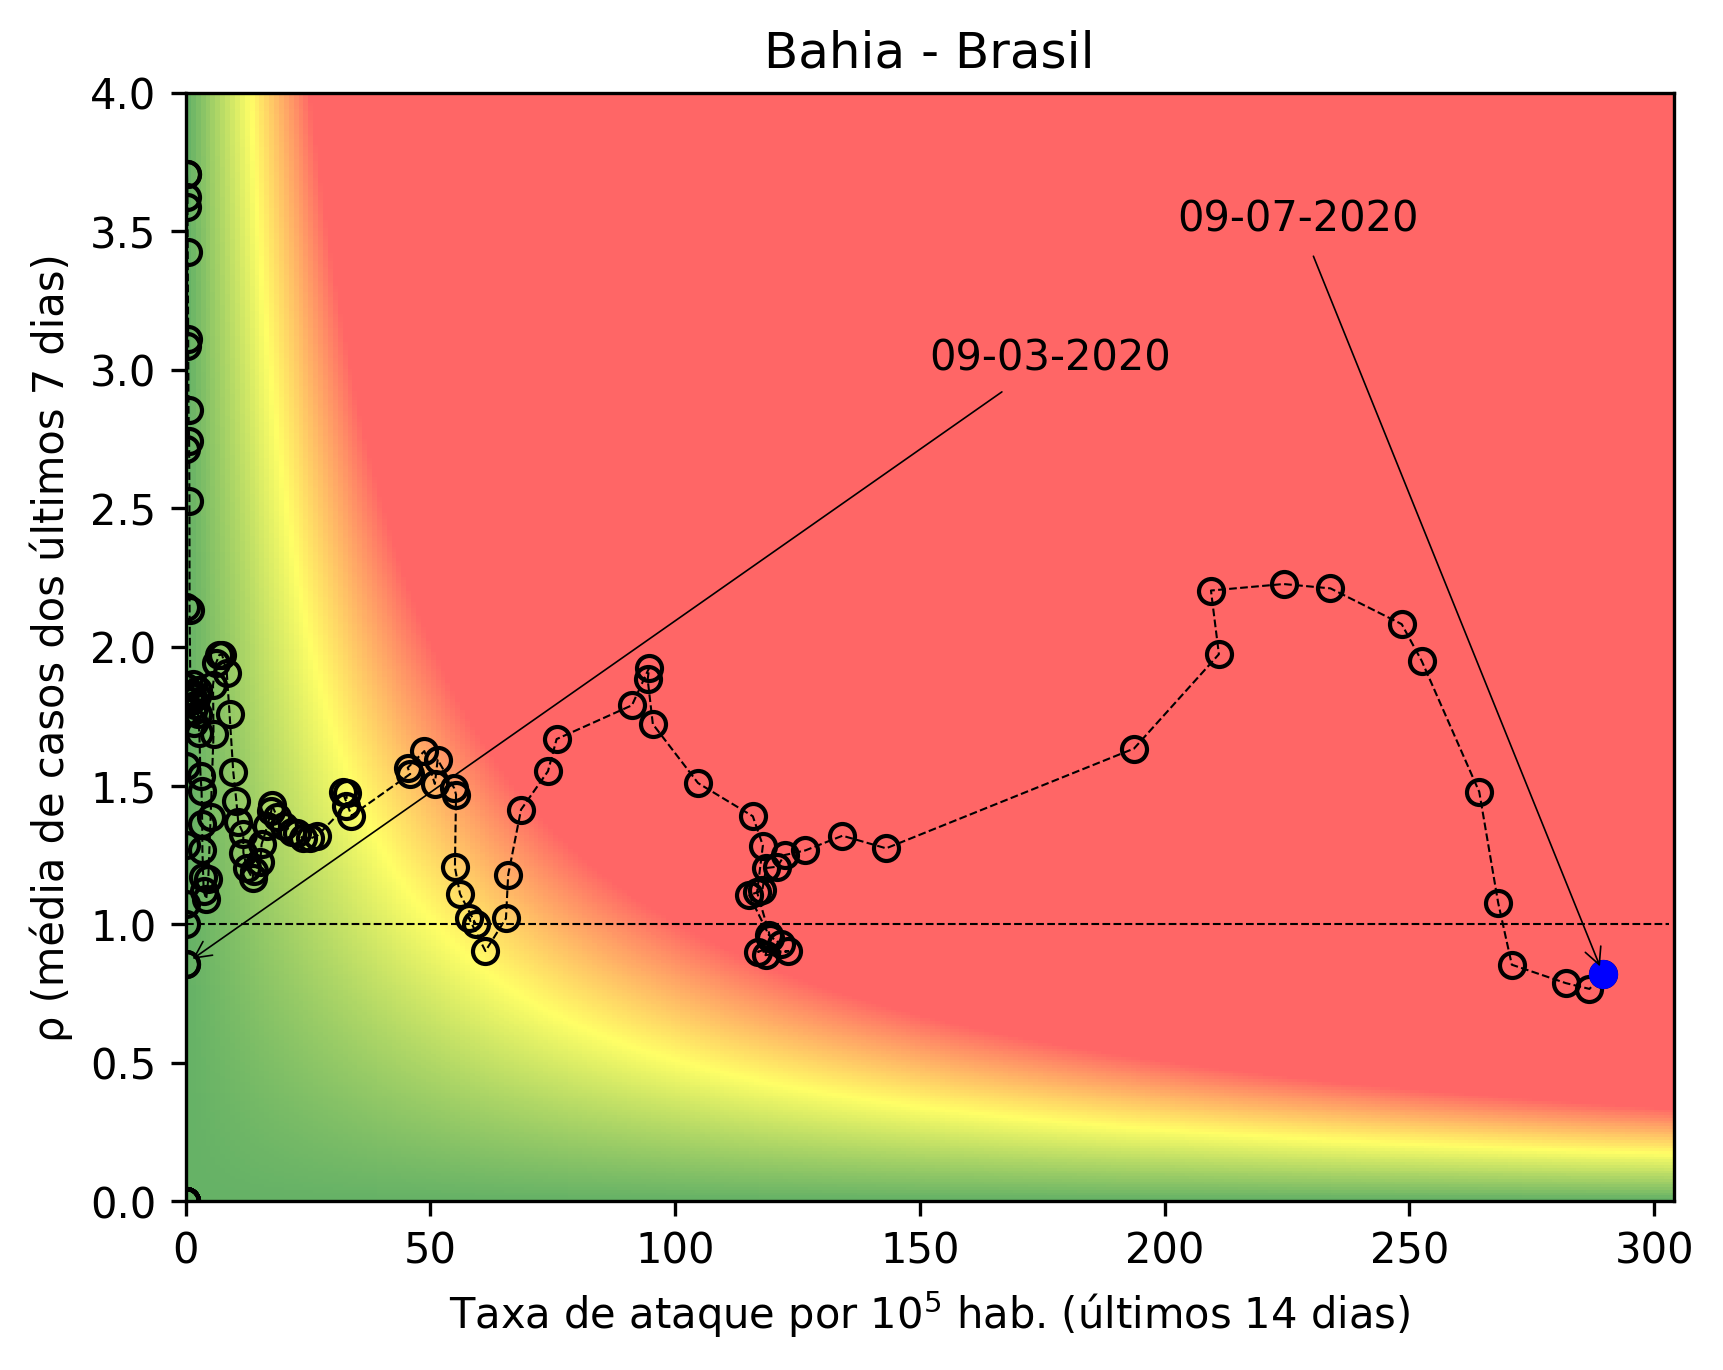 Bahia - Brasil
4.0
3.5
3.0
2.5
2.0
1.5
1.0
0.5
0.0
ρ (média de casos dos últimos 7 dias)
09-07-2020
09-03-2020
0 50 100 150 200 250 300
Taxa de ataque por 10⁵ hab. (últimos 14 dias)